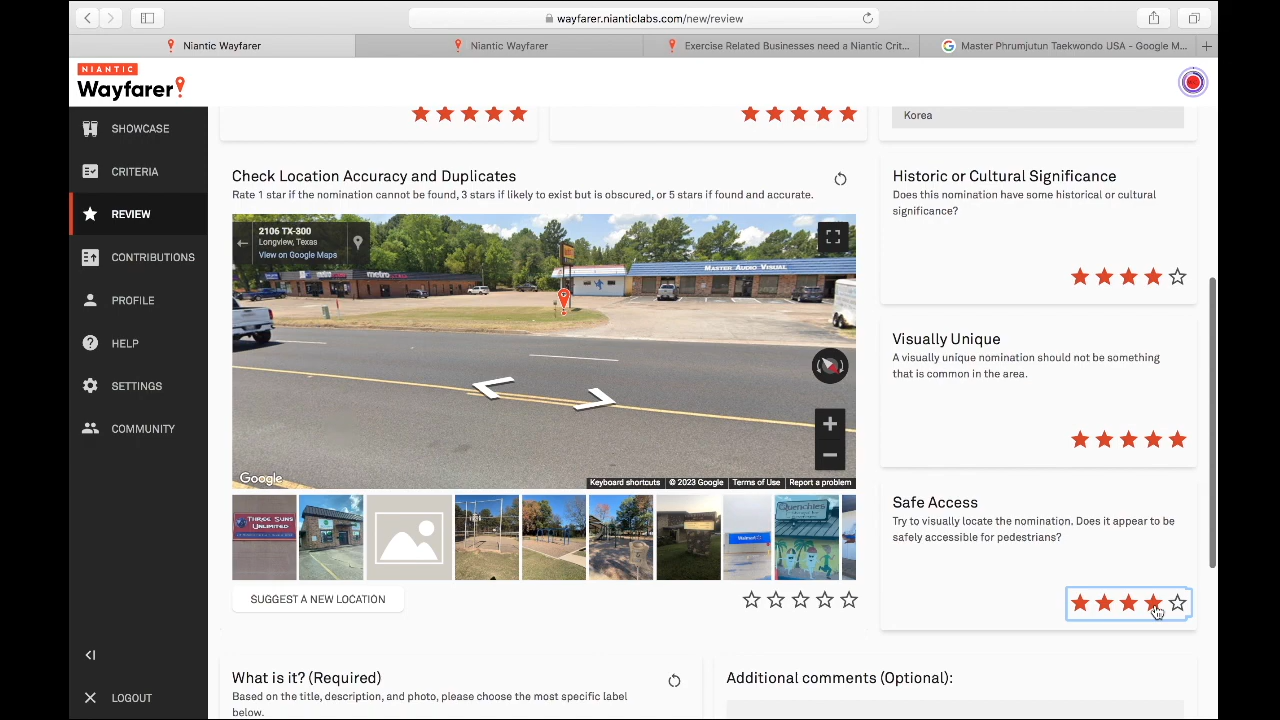 wayfarer.nianticlabs.com/new/review
Niantic Wayfarer
Niantic Wayfarer
Exercise Related Businesses need a Niantic Crit...
Master Phrumjutun Taekwondo USA - Google M...
NIANTIC
Wayfarer
SHOWCASE
CRITERIA
REVIEW
CONTRIBUTIONS
PROFILE
HELP
SETTINGS
COMMUNITY
LOGOUT
Korea
Check Location Accuracy and Duplicates
Rate 1 star if the nomination cannot be found, 3 stars if likely to exist but is obscured, or 5 stars if found and accurate.
2106 TX-300
Longview, Texas
View on Google Maps
metro
MASTER AUDIO VISUAL
Google
Keyboard shortcuts
© 2023 Google
Terms of Use
Report a problem
THREE SUNS
UNLIMITED
Walmart
Quenchies
SUGGEST A NEW LOCATION
Historic or Cultural Significance
Does this nomination have some historical or cultural
significance?
Visually Unique
A visually unique nomination should not be something
that is common in the area.
Safe Access
Try to visually locate the nomination. Does it appear to be
safely accessible for pedestrians?
What is it? (Required)
Based on the title, description, and photo, please choose the most specific label
below.
Additional comments (Optional):